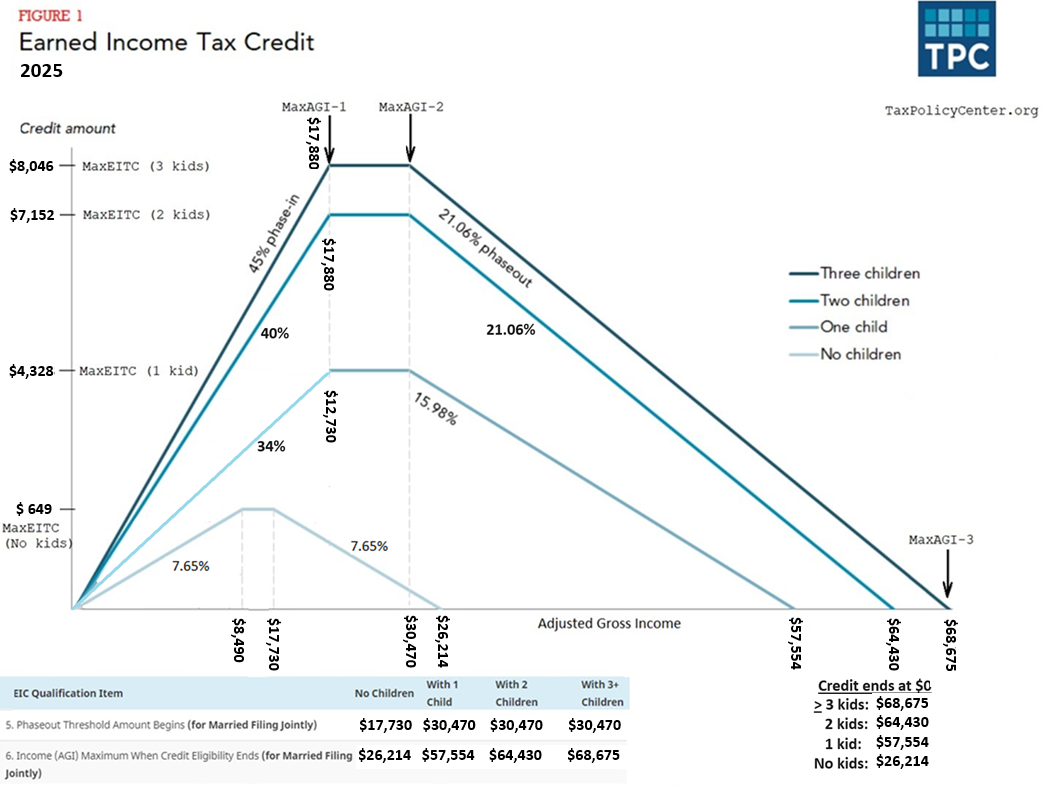 FIGURE 1
Earned Income Tax Credit
2025
TPC
TaxPolicyCenter.org
MaxAGI-1
MaxAGI-2
Credit amount
$17,880
$8,046
MaxEITC (3 kids)
$7,152
MaxEITC (2 kids)
45% phase-in
21.06% phaseout
$17,880
Three children
Two children
One child
No children
40%
21.06%
$4,328
MaxEITC (1 kid)
$12,730
15.98%
34%
$ 649
MaxEITC
(No kids)
7.65%
7.65%
MaxAGI-3
$8,490
$17,730
$30,470
$26,214
Adjusted Gross Income
$57,554
$64,430
$68,675
EIC Qualification Item
No Children
With 1
Child
With 2
Children
With 3+
Children
5. Phaseout Threshold Amount Begins (for Married Filing Jointly)
$17,730 $30,470 $30,470 $30,470
6. Income (AGI) Maximum When Credit Eligibility Ends (for Married Filing
Jointly)
$26,214 $57,554 $64,430 $68,675
Credit ends at $0
≥ 3 kids: $68,675
2 kids: $64,430
1 kid: $57,554
No kids: $26,214